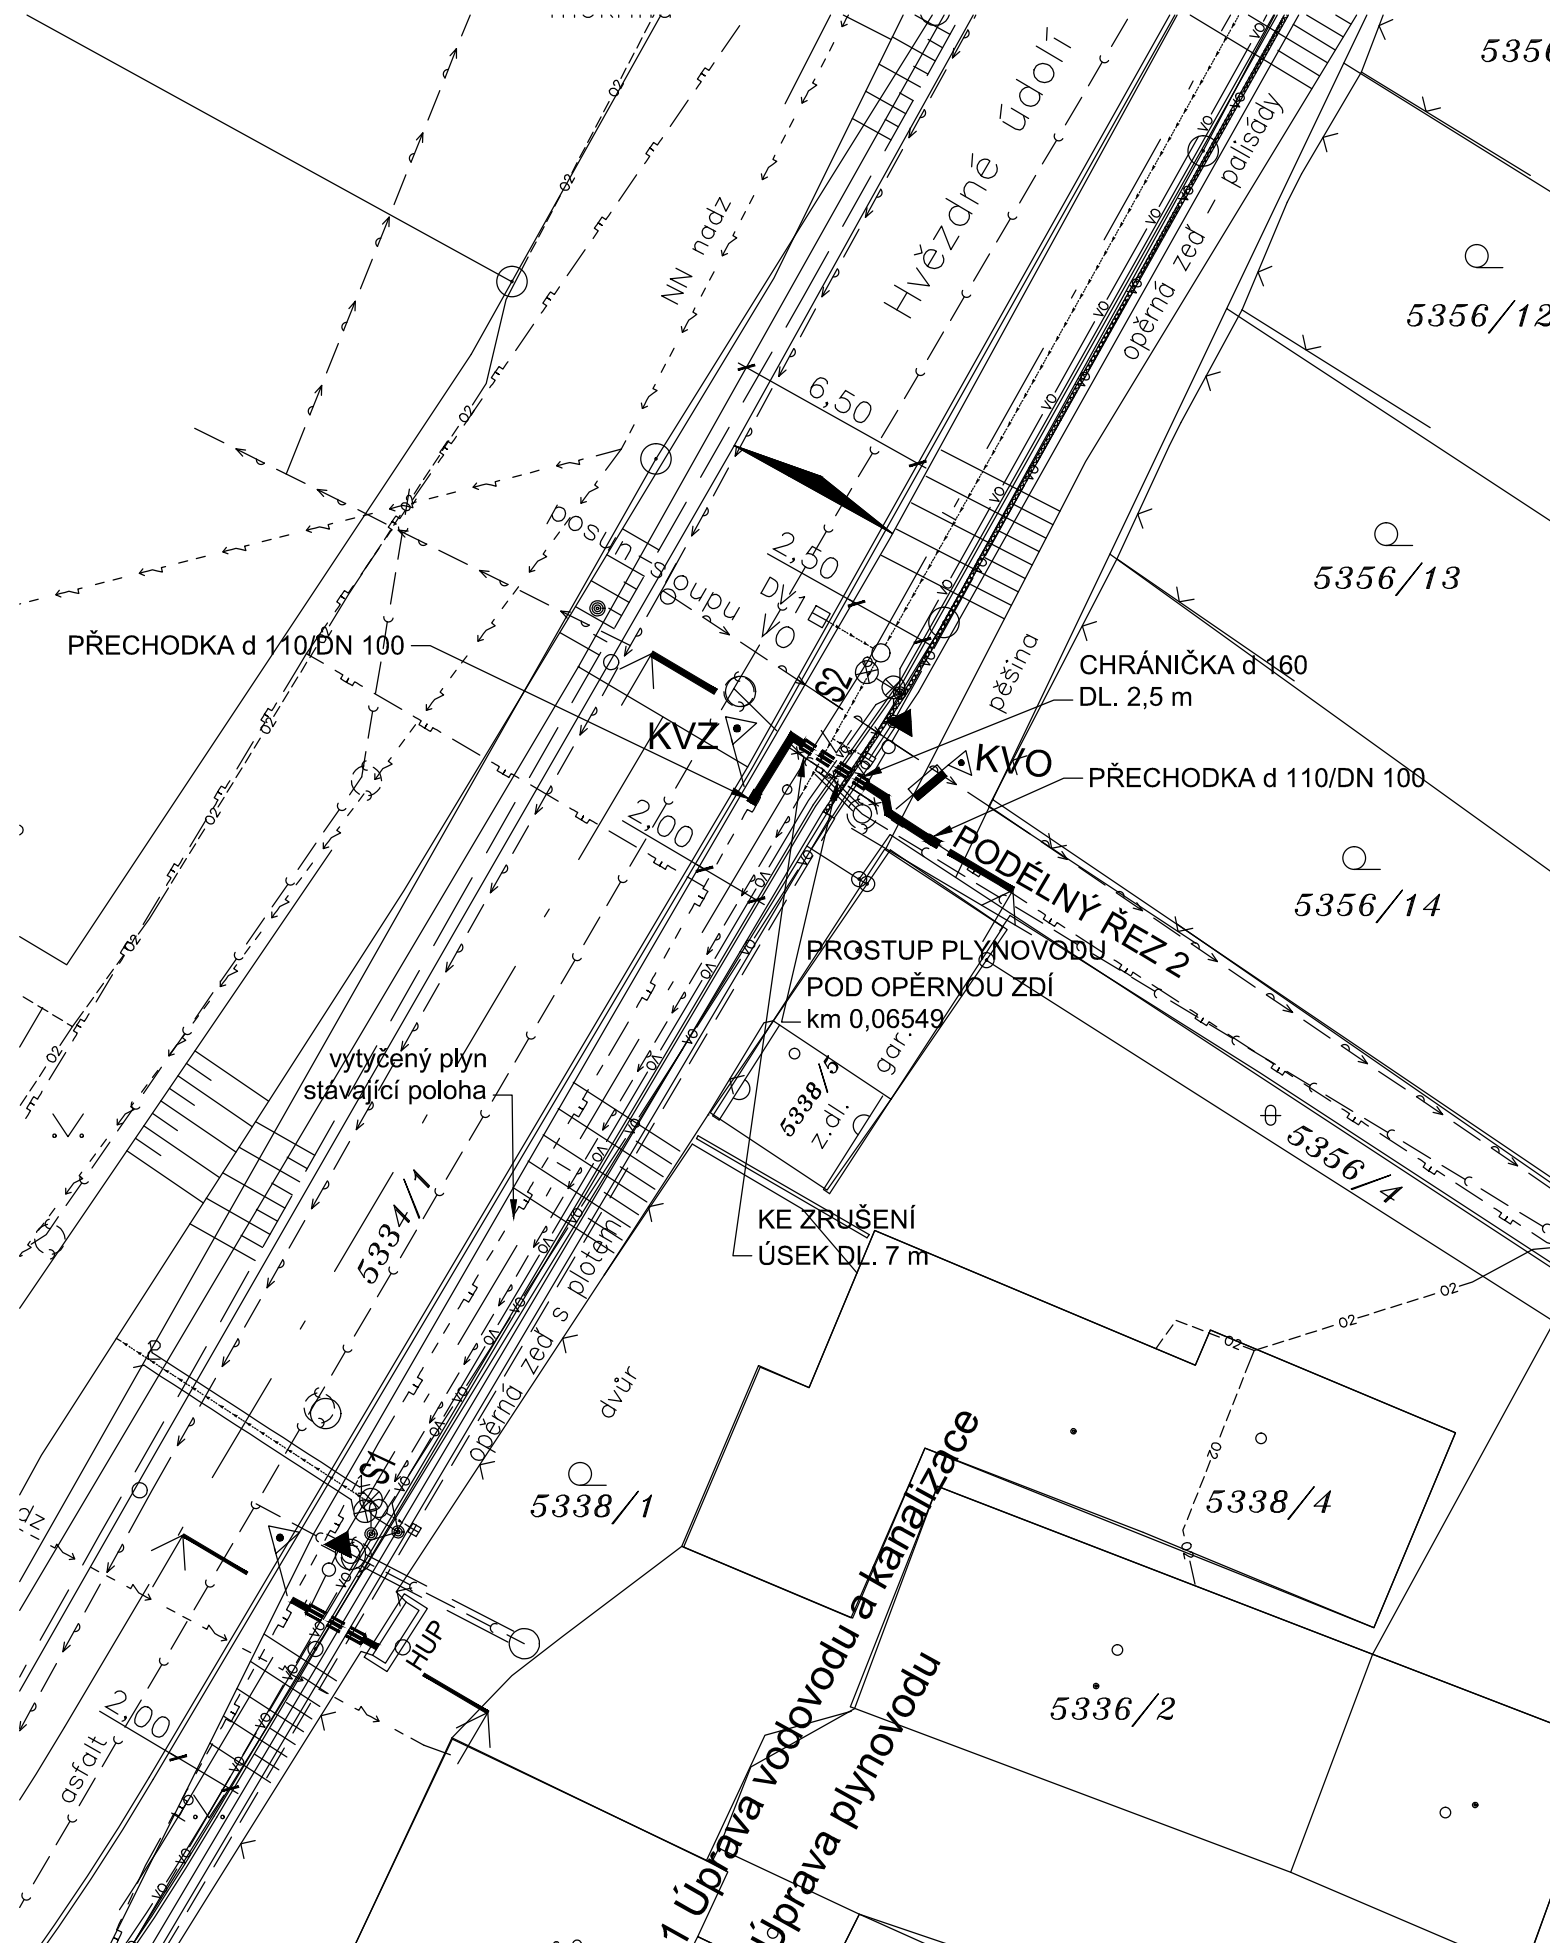 Hvězdné údolí
NN nadz
opěrná zeď - palisády
5356/12
6,50
posun sloupu
VO
2,50
DV1
5356/13
PŘECHODKA d 110/DN 100
pěšina
CHRÁNIČKA d 160
DL. 2,5 m
S2
KVZ
KVO
PŘECHODKA d 110/DN 100
2,00
PODÉLNÝ ŘEZ 2
5356/14
PROSTUP PLYNOVODU
POD OPĚRNOU ZDÍ
km 0,06549
vytyčený plyn
stávající poloha
gar.
5338/5
z.dl.
5356/4
5334/1
KE ZRUŠENÍ
ÚSEK DL. 7 m
opěrná zeď s plotem
dvůr
S1
5338/1
5338/4
HUP
5336/2
2,00
asfalt
1 Úprava vodovodu a kanalizace
Úprava plynovodu